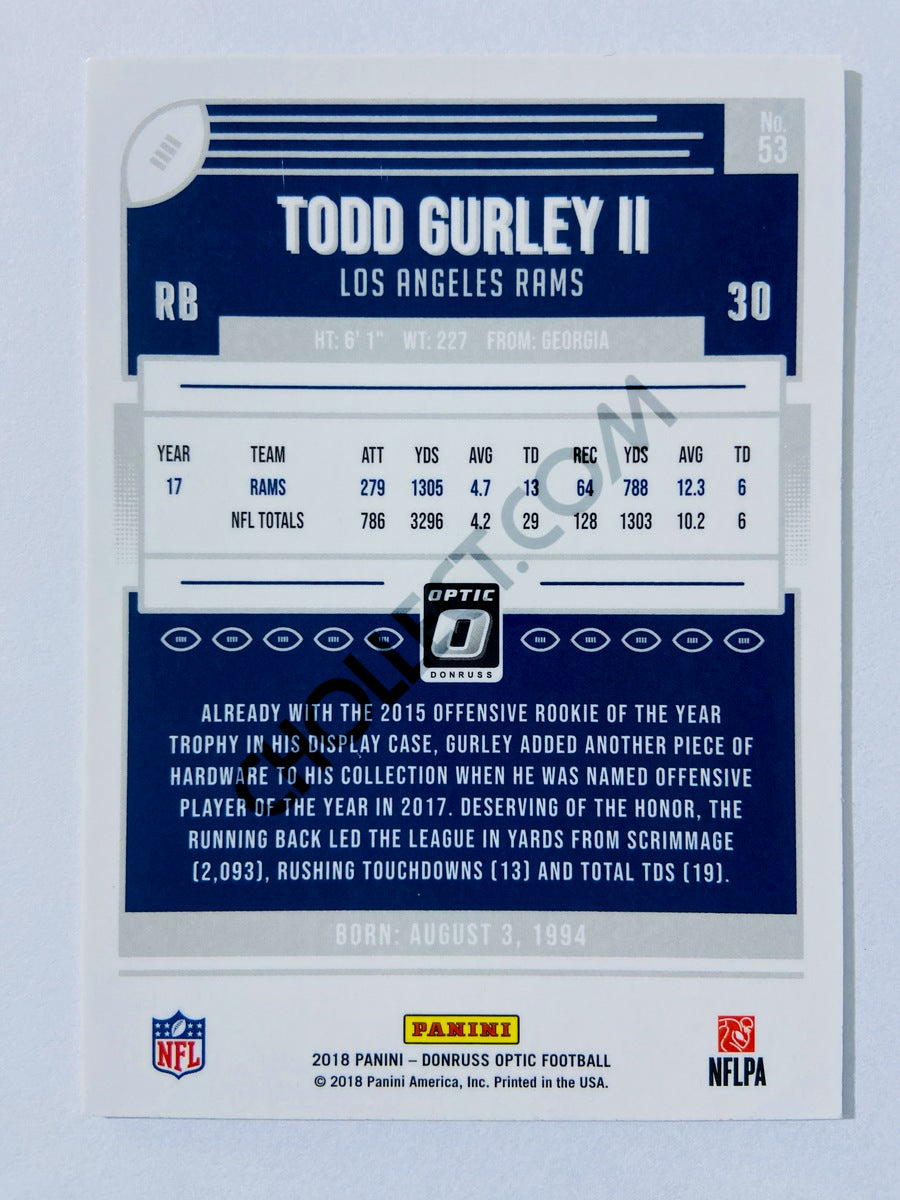 No.
53
TODD GURLEY II
LOS ANGELES RAMS
RB
30
HT: 6' 1" WT: 227 FROM: GEORGIA
YEAR TEAM ATT YDS AVG TD REC YDS AVG TD
17 RAMS 279 1305 4.7 13 64 788 12.3 6
NFL TOTALS 786 3296 4.2 29 128 1303 10.2 6
OPTIC
D
DONRUSS
ALREADY WITH THE 2015 OFFENSIVE ROOKIE OF THE YEAR
TROPHY IN HIS DISPLAY CASE, GURLEY ADDED ANOTHER PIECE OF
HARDWARE TO HIS COLLECTION WHEN HE WAS NAMED OFFENSIVE
PLAYER OF THE YEAR IN 2017. DESERVING OF THE HONOR, THE
RUNNING BACK LED THE LEAGUE IN YARDS FROM SCRIMMAGE
(2,093), RUSHING TOUCHDOWNS (13) AND TOTAL TDS (19).
BORN: AUGUST 3, 1994
NFL
PANINI
2018 PANINI – DONRUSS OPTIC FOOTBALL
© 2018 Panini America, Inc. Printed in the USA.
NFLPA
CHOLLECT.COM